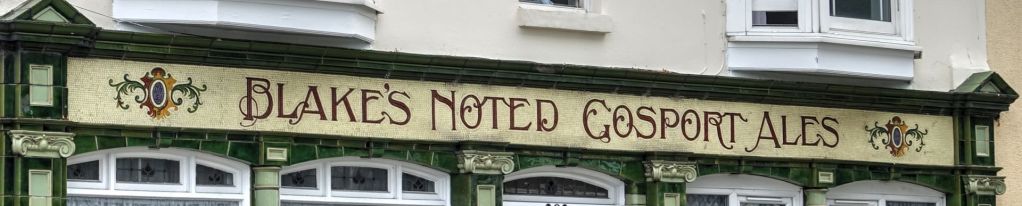 BLAKE'S NOTED GOSPORT ALES